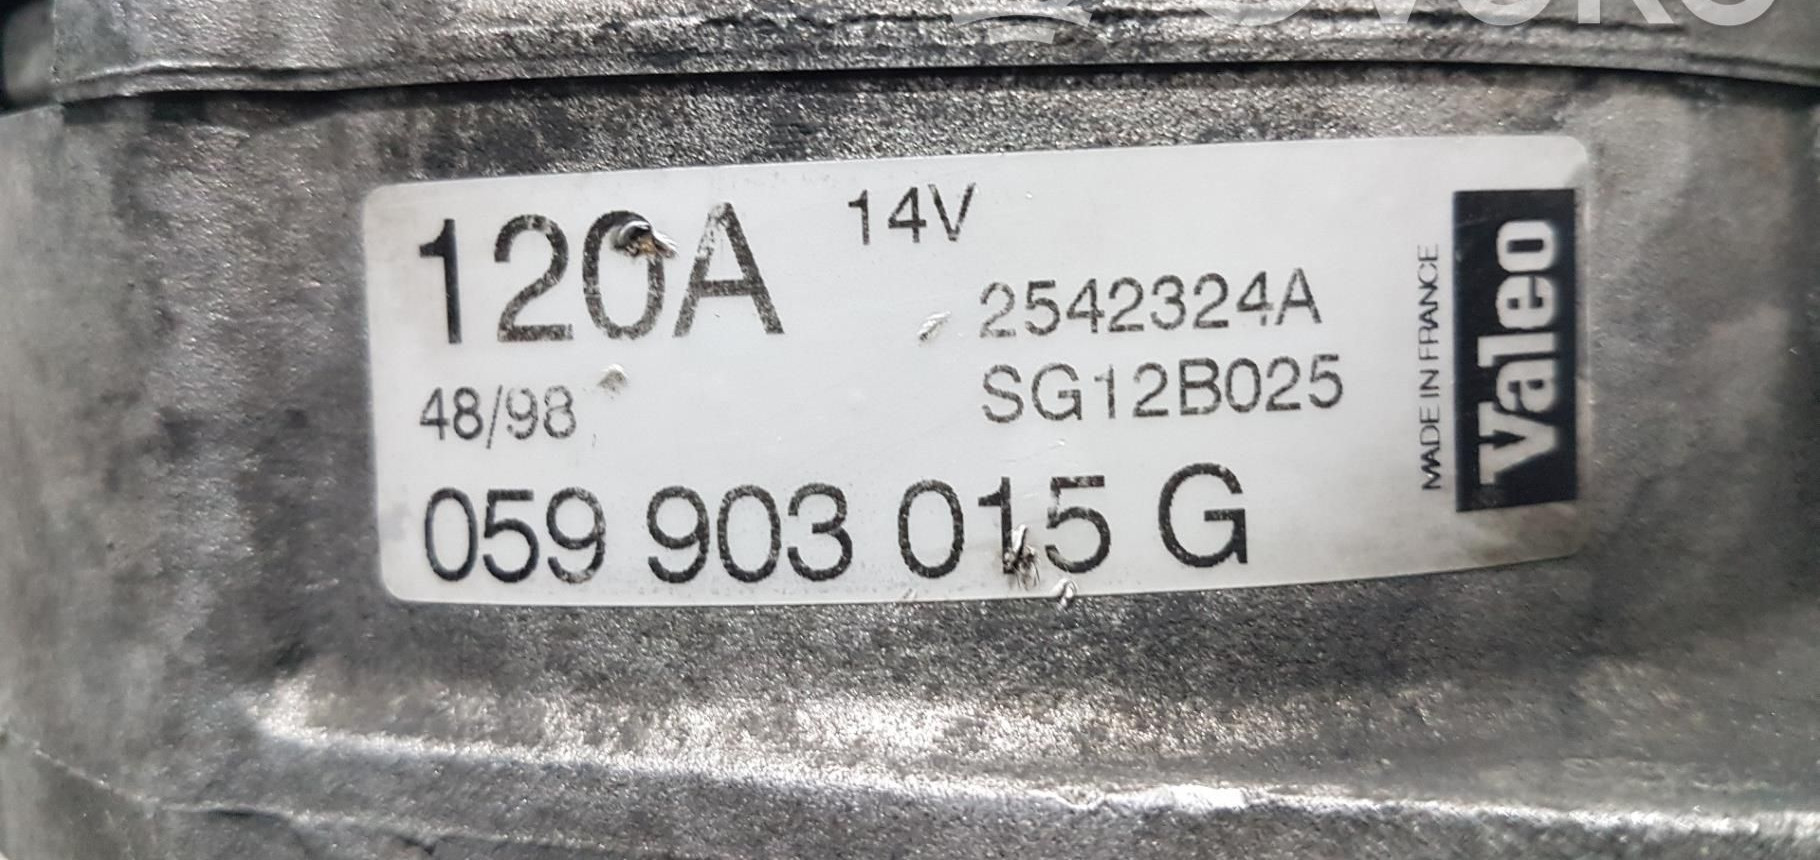 120A 14V
2542324A
48/98 SG12B025
059 903 015 G
MADE IN FRANCE
Valeo